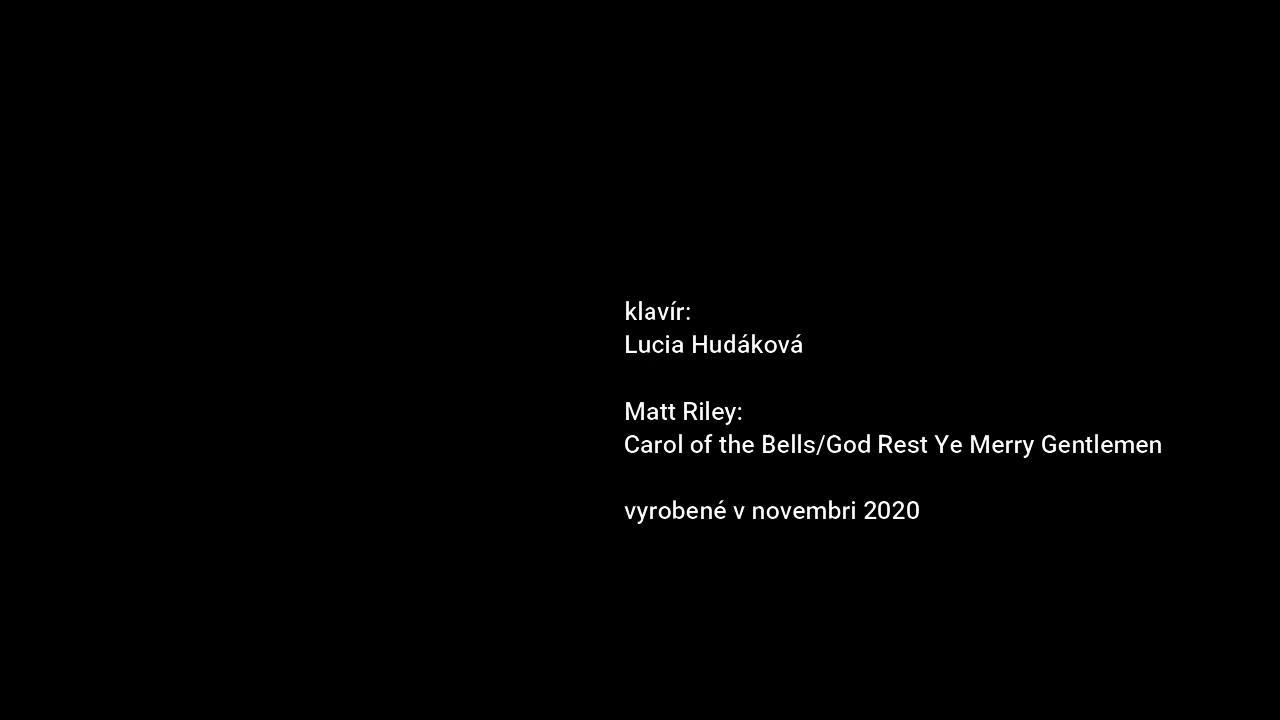 klavír:
Lucia Hudáková
Matt Riley:
Carol of the Bells/God Rest Ye Merry Gentlemen
vyrobené v novembri 2020